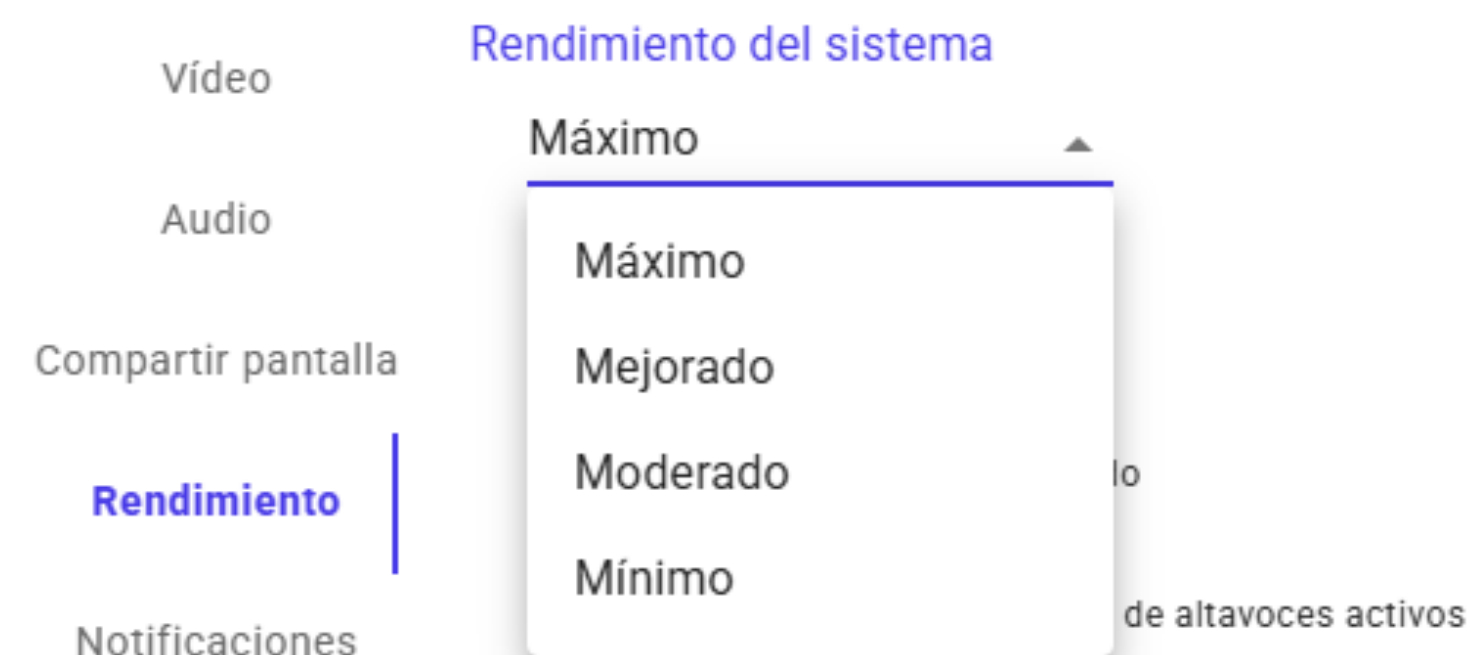 Vídeo
Audio
Compartir pantalla
Rendimiento
Notificaciones
Rendimiento del sistema
Máximo
Máximo
Mejorado
Moderado
Mínimo
de altavoces activos